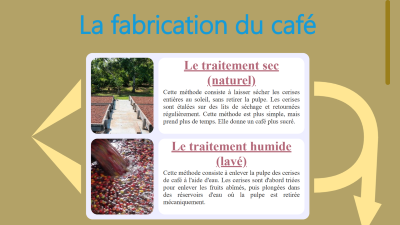 La fabrication du café
Le traitement sec
(naturel)
Cette méthode consiste à laisser sécher les cerises
entières au soleil, sans retirer la pulpe. Les cerises
sont étalées sur des lits de séchage et retournées
régulièrement. Cette méthode est plus simple, mais
prend plus de temps. Elle donne un café plus sucré.
Le traitement humide
(lavé)
Cette méthode consiste à enlever la pulpe des cerises
de café à l'aide d'eau. Les cerises sont d'abord triées
pour enlever les fruits abîmés, puis plongées dans
des réservoirs d'eau où la pulpe est retirée
mécaniquement.